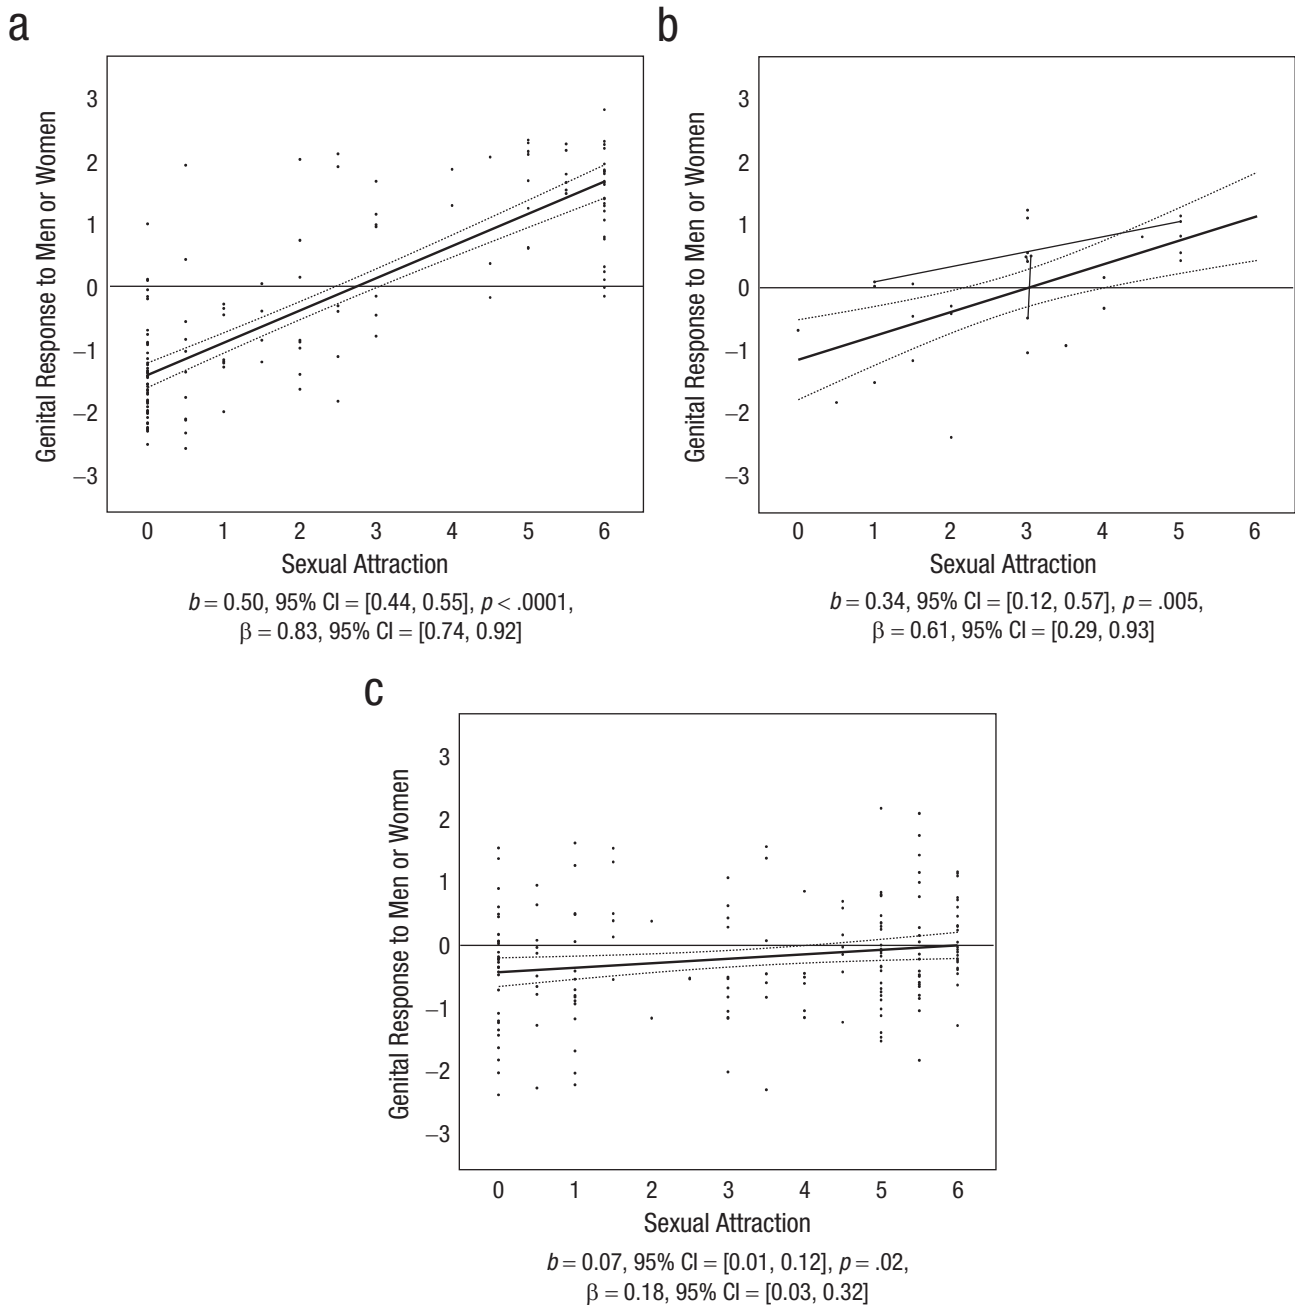 a
b
Genital Response to Men or Women
3
2
1
0
−1
−2
−3
0 1 2 3 4 5 6
Sexual Attraction
b = 0.50, 95% CI = [0.44, 0.55], p < .0001,
β = 0.83, 95% CI = [0.74, 0.92]
Genital Response to Men or Women
3
2
1
0
−1
−2
−3
0 1 2 3 4 5 6
Sexual Attraction
b = 0.34, 95% CI = [0.12, 0.57], p = .005,
β = 0.61, 95% CI = [0.29, 0.93]
c
Genital Response to Men or Women
3
2
1
0
−1
−2
−3
0 1 2 3 4 5 6
Sexual Attraction
b = 0.07, 95% CI = [0.01, 0.12], p = .02,
β = 0.18, 95% CI = [0.03, 0.32]